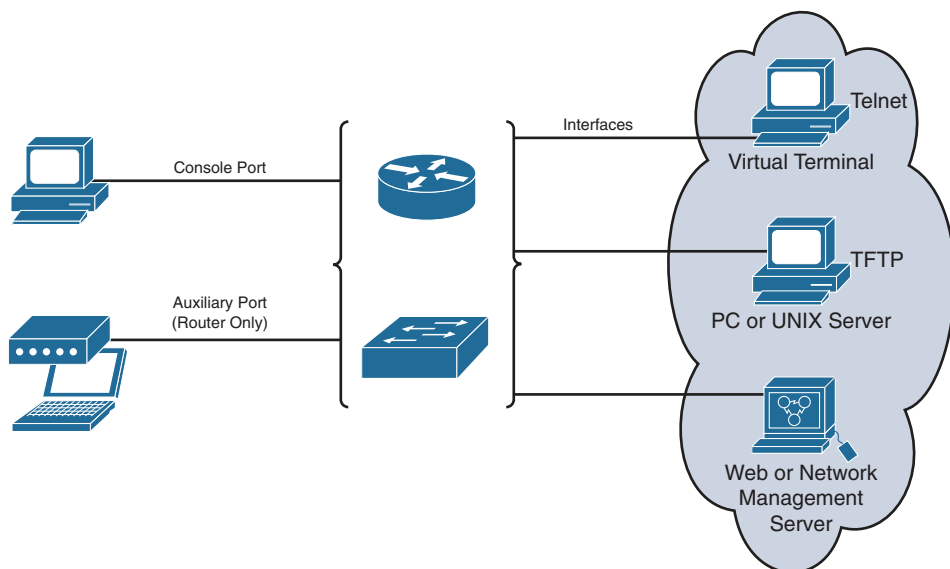 Console Port
Auxiliary Port
(Router Only)
Interfaces
Telnet
Virtual Terminal
TFTP
PC or UNIX Server
Web or Network
Management
Server